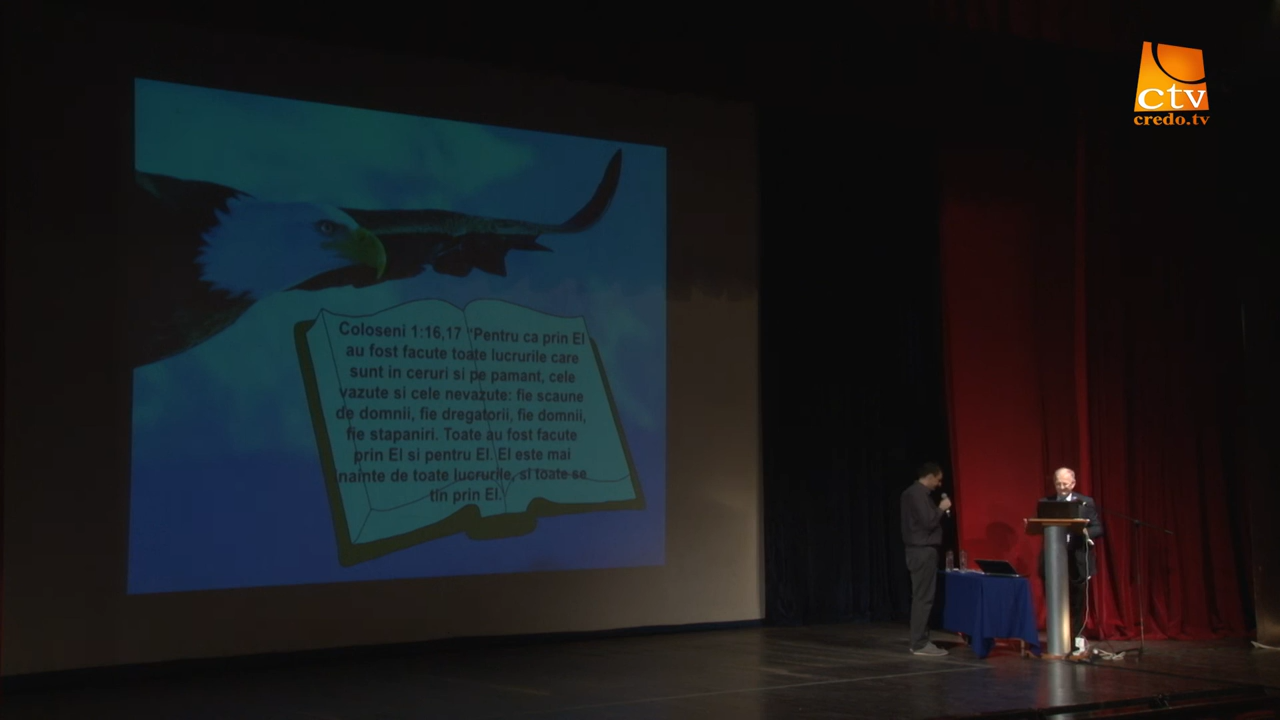 ctv
credo.tv
Coloseni 1:16,17 "Pentru ca prin El
au fost facute toate lucrurile care
sunt in ceruri si pe pamant, cele
vazute si cele nevazute: fie scaune
de domnii, fie dregatorii, fie domnii,
fie stapaniri. Toate au fost facute
prin El si pentru El. El este mai
inainte de toate lucrurile, si toate se
tin prin El.